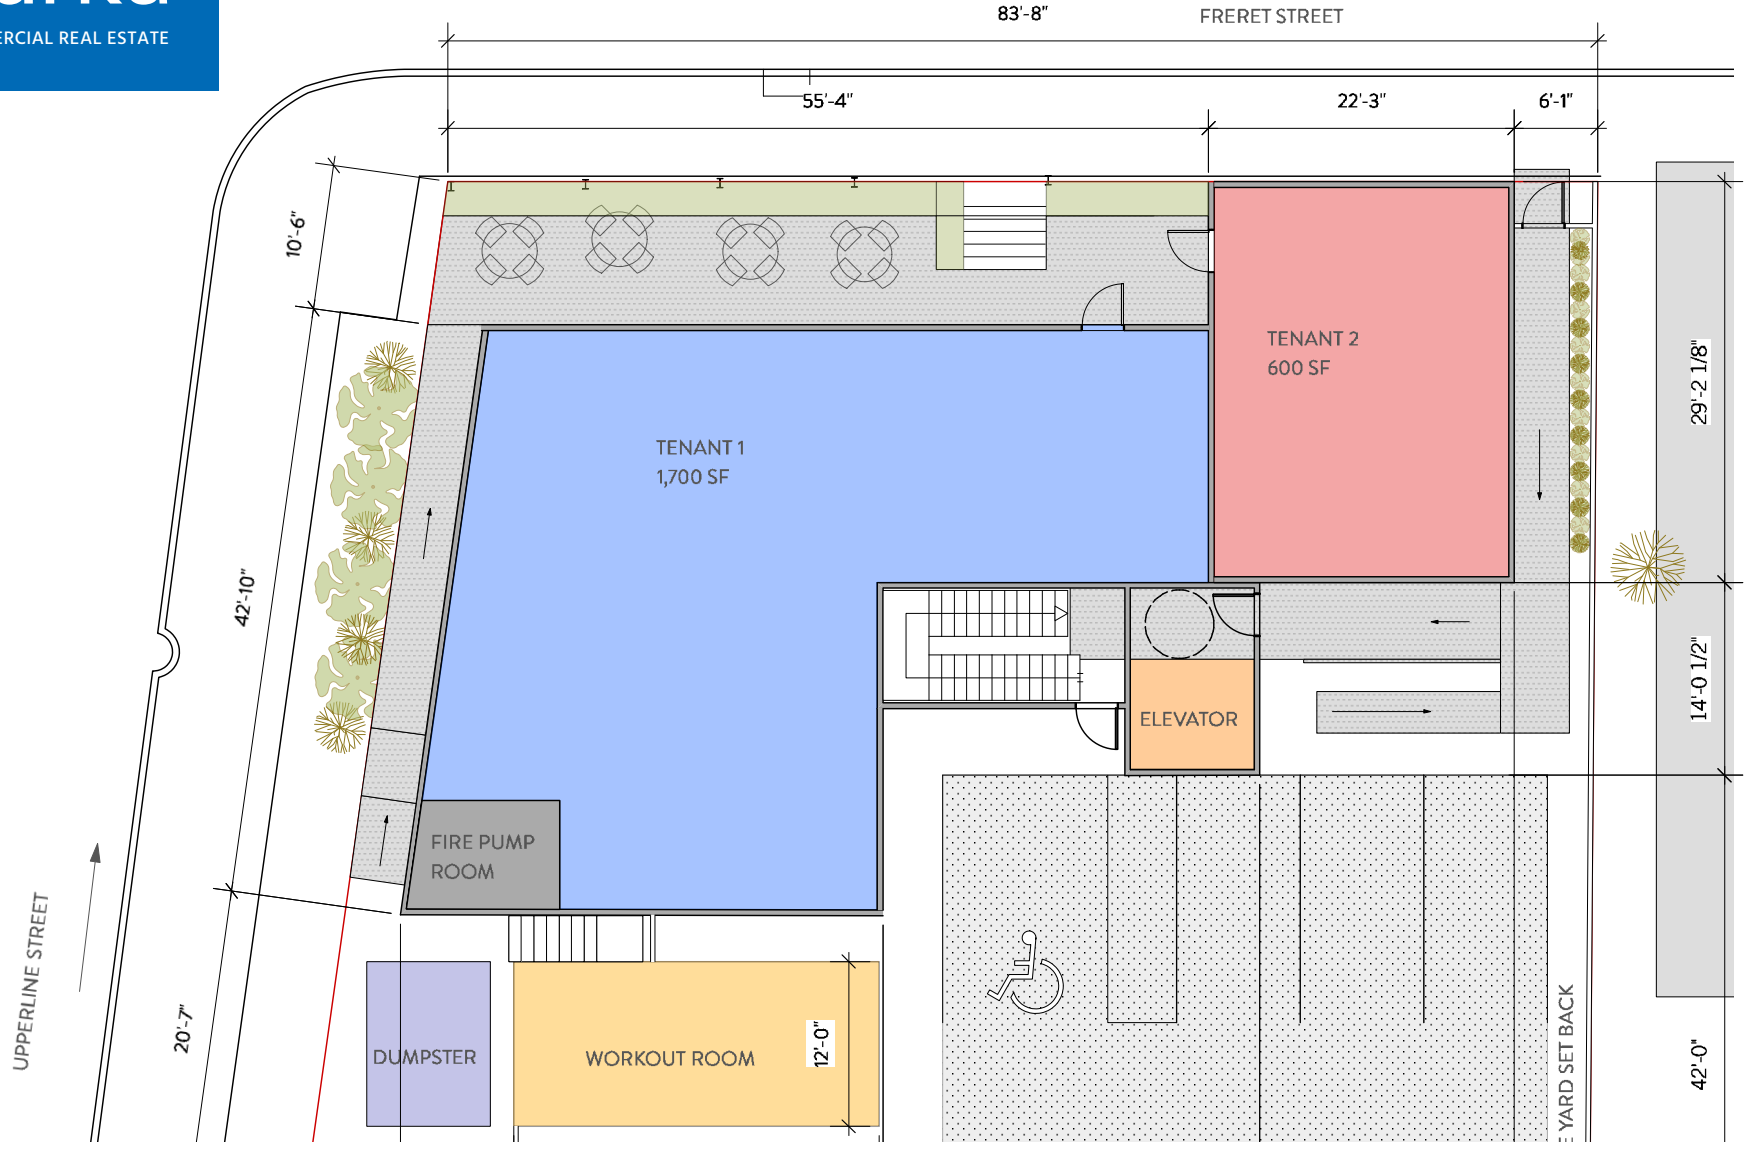 ERCIAL REAL ESTATE
83'-8"
FRERET STREET
55'-4"
22'-3"
6'-1"
10'-6"
TENANT 2
600 SF
29'-2 1/8"
TENANT 1
1,700 SF
42'-10"
14'-0 1/2"
ELEVATOR
FIRE PUMP
ROOM
UPPERLINE STREET
20'-7"
DUMPSTER
WORKOUT ROOM
12'-0"
YARD SET BACK
42'-0"